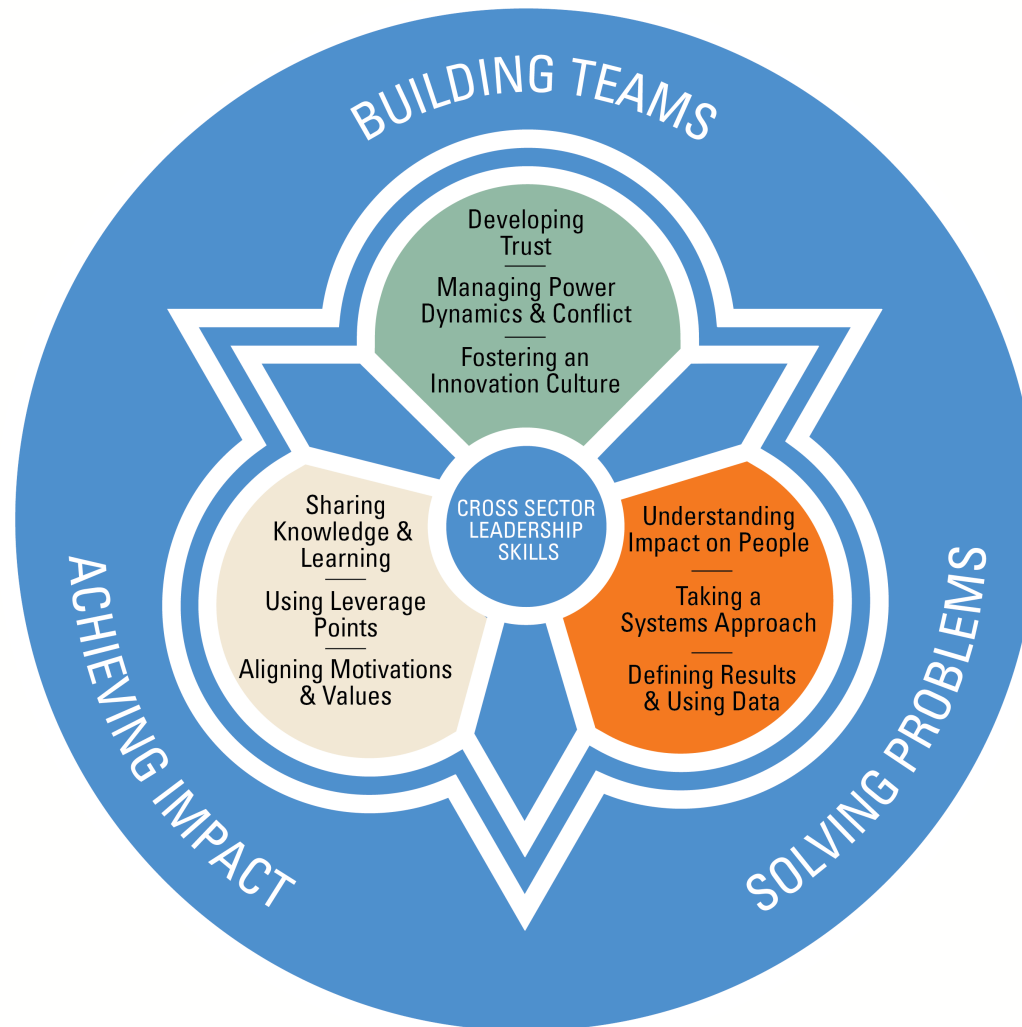 BUILDING TEAMS
Developing
Trust
Managing Power
Dynamics & Conflict
Fostering an
Innovation Culture
CROSS SECTOR
LEADERSHIP
SKILLS
Understanding
Impact on People
Taking a
Systems Approach
Defining Results
& Using Data
SOLVING PROBLEMS
Sharing
Knowledge &
Learning
Using Leverage
Points
Aligning Motivations
& Values
ACHIEVING IMPACT